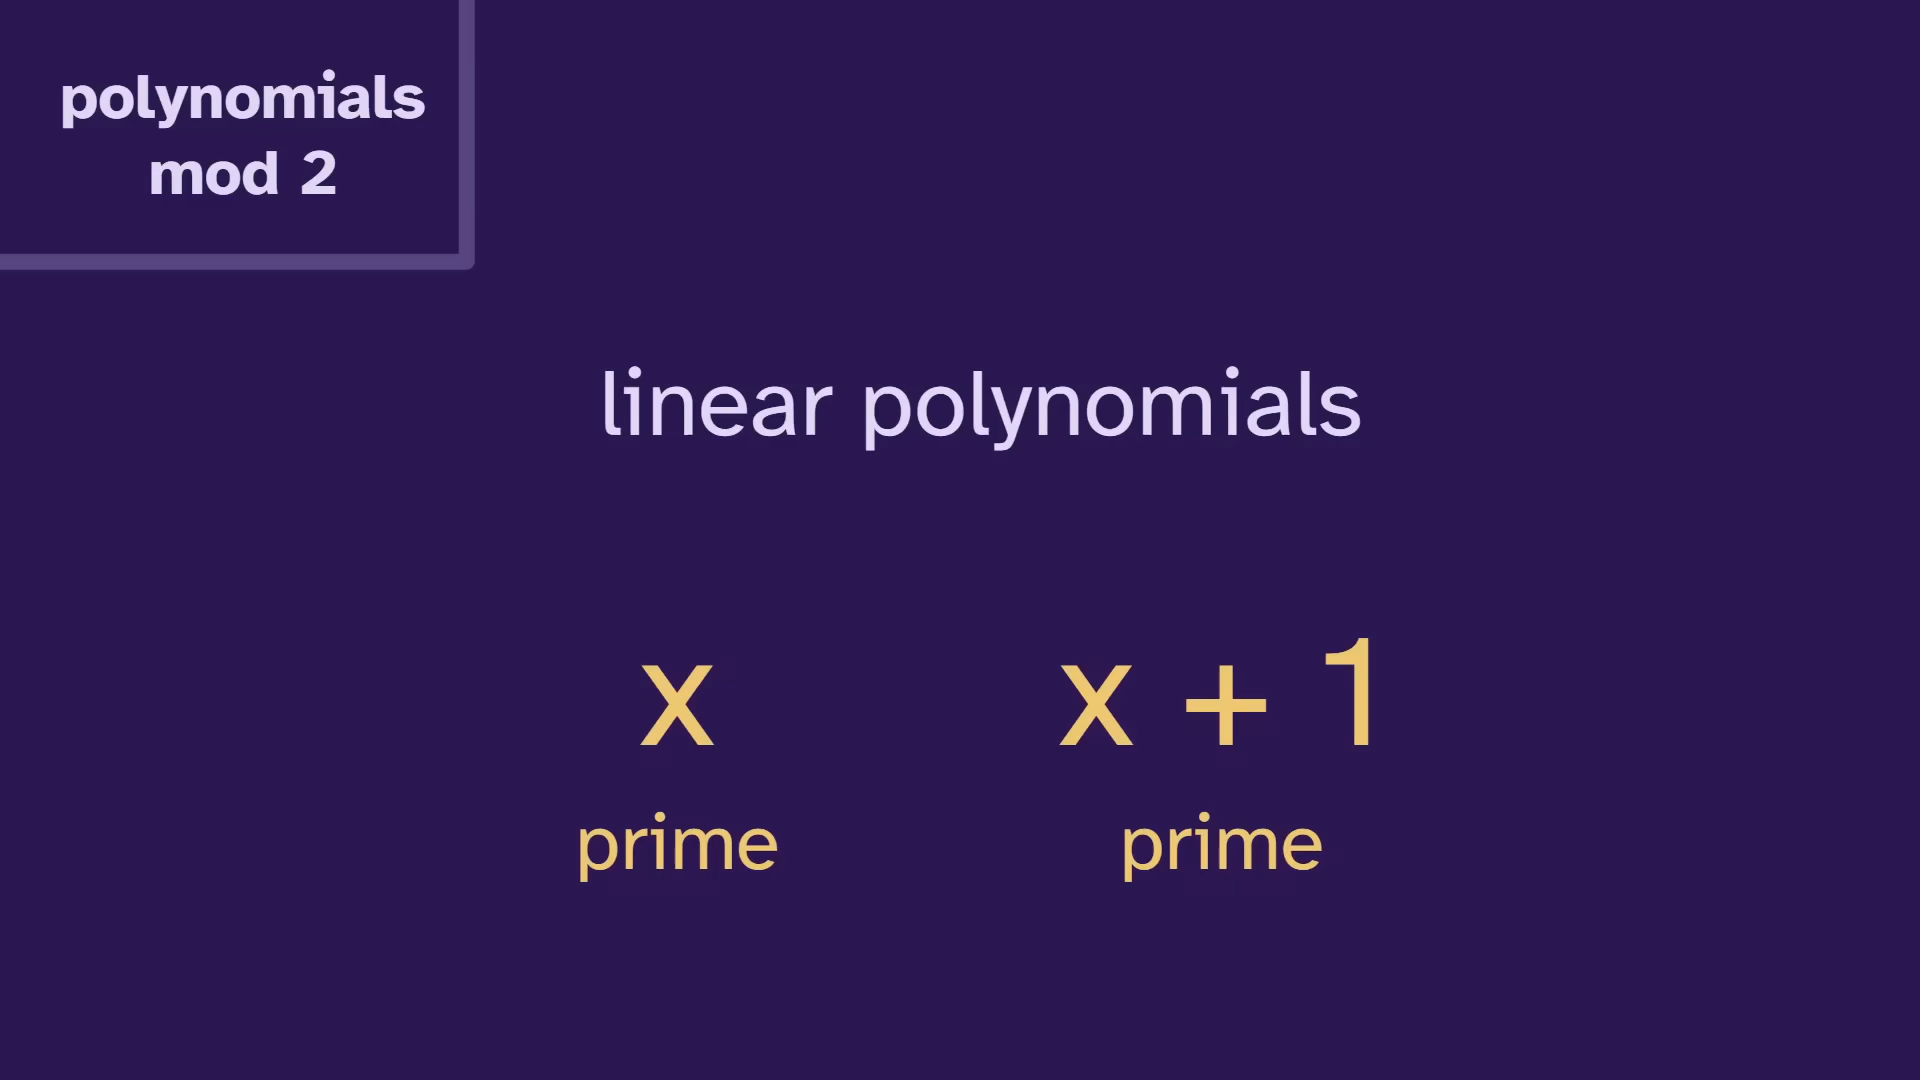 polynomials
mod 2
linear polynomials
x
x + 1
prime
prime